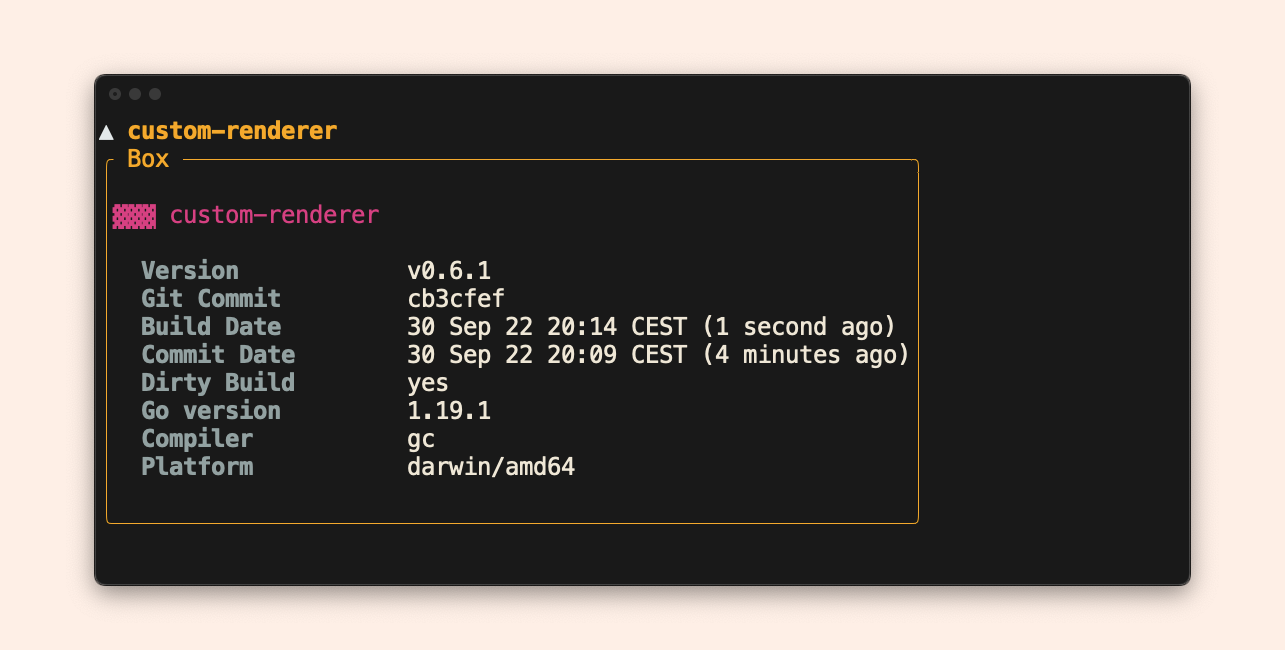 ▲ custom-renderer
Box
▓▓▓ custom-renderer
Version v0.6.1
Git Commit cb3cfef
Build Date 30 Sep 22 20:14 CEST (1 second ago)
Commit Date 30 Sep 22 20:09 CEST (4 minutes ago)
Dirty Build yes
Go version 1.19.1
Compiler gc
Platform darwin/amd64